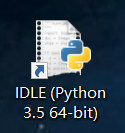 IDLE (Python
3.5 64-bit)